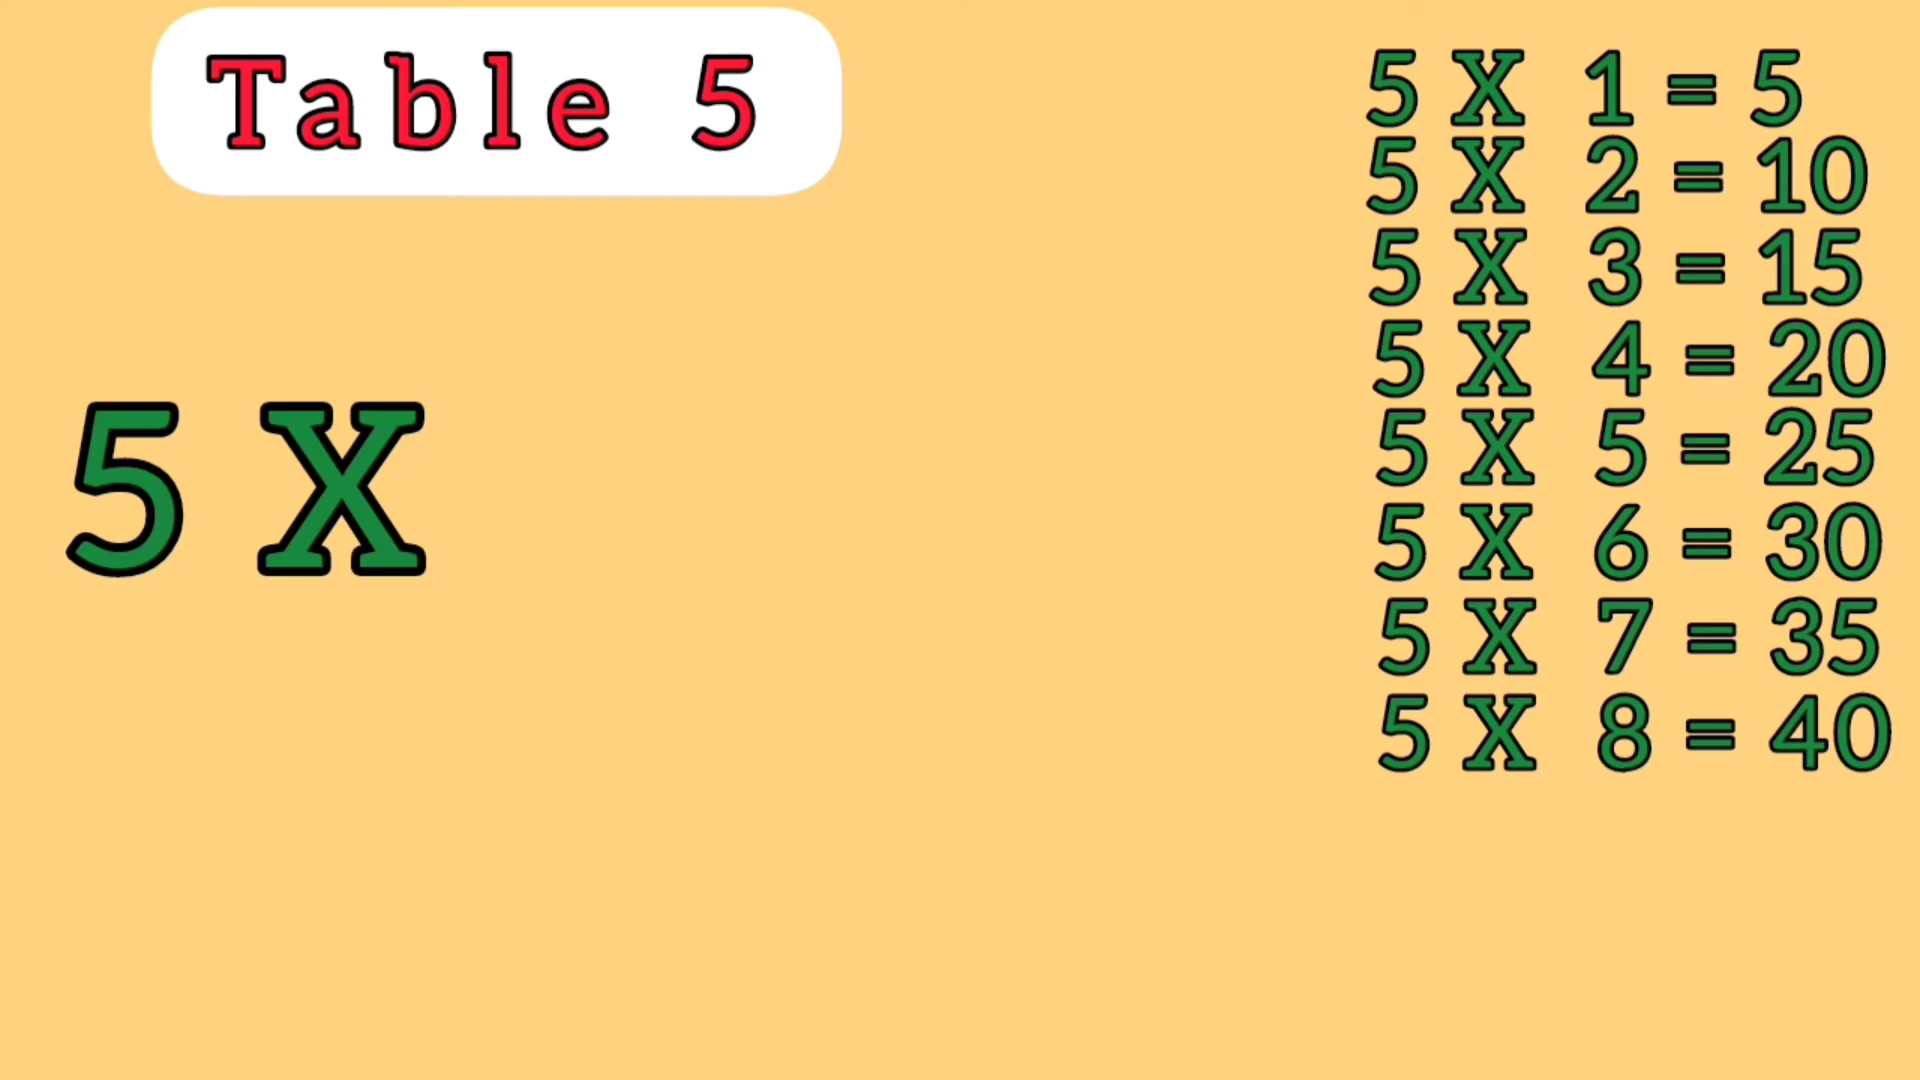 Table 5
5 X
5 X 1 = 5
5 X 2 = 10
5 X 3 = 15
5 X 4 = 20
5 X 5 = 25
5 X 6 = 30
5 X 7 = 35
5 X 8 = 40